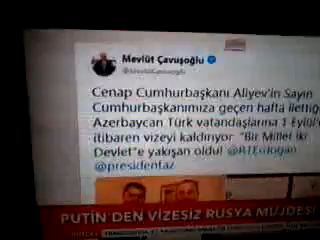 Mevlüt Çavuşoğlu
@MevlutCavusoglu
Cenap Cumhurbaşkanı Aliyev'in Sayın
Cumhurbaşkanımıza geçen hafta ilettiği
Azerbaycan Türk vatandaşlarına 1 Eylül'd
itibaren vizeyi kaldırıyor. "Bir Millet İki
Devlet"e yakışan oldu! @RTErdogan
@presidentaz
PUTİN DEN VİZESİZ RUSYA MÜJDESİ